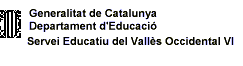 Generalitat de Catalunya
Departament d'Educació
Servei Educatiu del Vallès Occidental VI